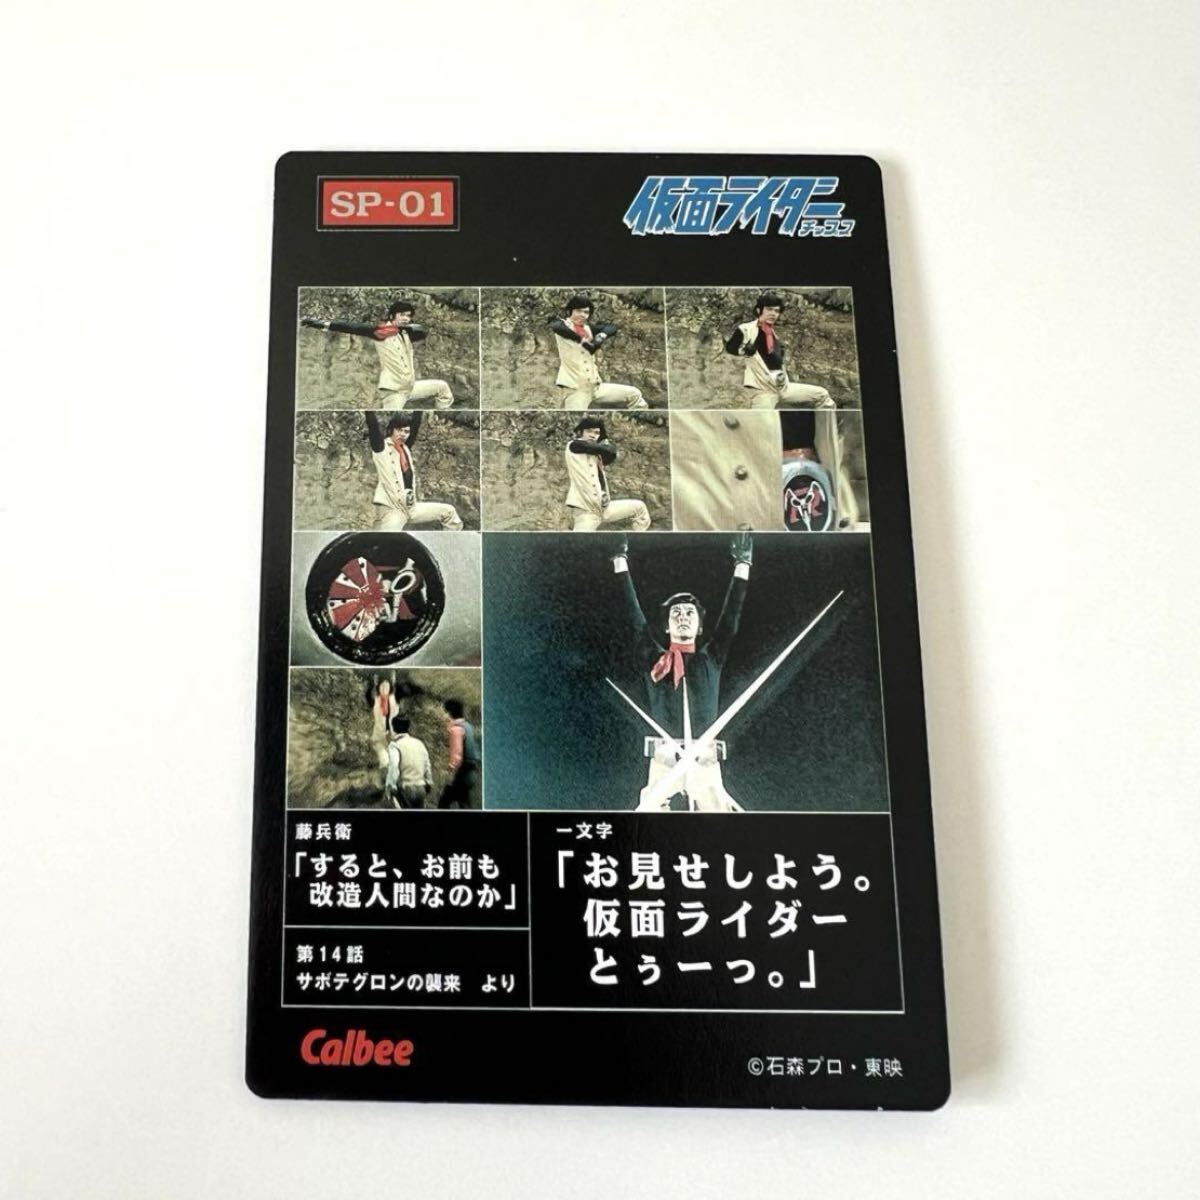 SP-01
仮面ライダー
チップス
藤兵衛
「すると、お前も
改造人間なのか」
第14話
サボテグロンの襲来 より
一文字
「お見せしよう。
仮面ライダー
とぅーっ。」
Calbee
©石森プロ・東映